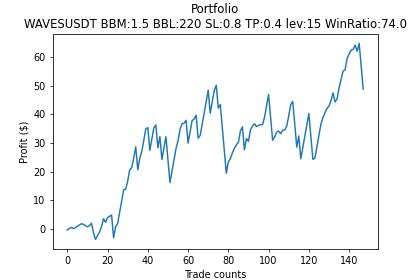 Portfolio
WAVESUSDT BBM:1.5 BBL:220 SL:0.8 TP:0.4 lev:15 WinRatio:74.0
Profit ($)
60
50
40
30
20
10
0
0 20 40 60 80 100 120 140
Trade counts